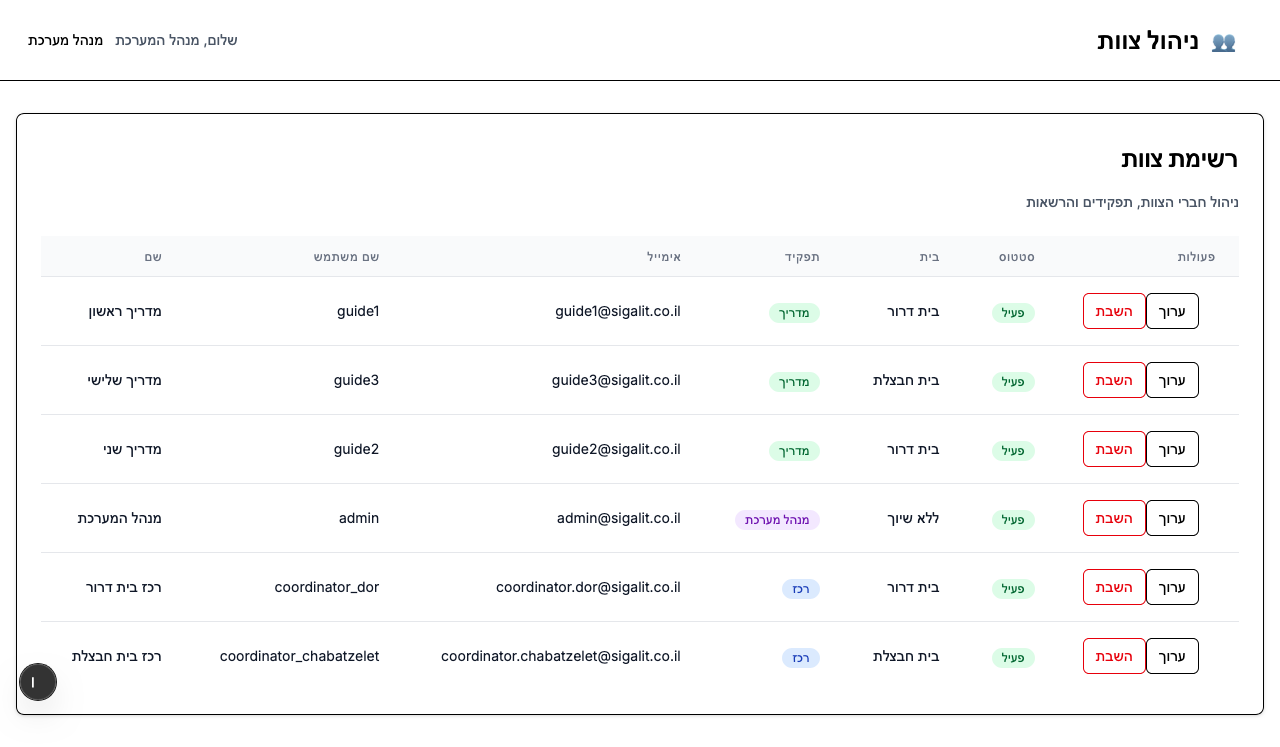 👥 ניהול צוות
שלום, מנהל המערכת מנהל מערכת
רשימת צוות
ניהול חברי הצוות, תפקידים והרשאות
פעולות סטטוס בית תפקיד אימייל שם משתמש שם
ערוך השבת פעיל בית דרור מדריך guide1@sigalit.co.il guide1 מדריך ראשון
ערוך השבת פעיל בית חבצלת מדריך guide3@sigalit.co.il guide3 מדריך שלישי
ערוך השבת פעיל בית דרור מדריך guide2@sigalit.co.il guide2 מדריך שני
ערוך השבת פעיל ללא שיוך מנהל מערכת admin@sigalit.co.il admin מנהל המערכת
ערוך השבת פעיל בית דרור רכז coordinator.dor@sigalit.co.il coordinator_dor רכז בית דרור
ערוך השבת פעיל בית חבצלת רכז coordinator.chabatzelet@sigalit.co.il coordinator_chabatzelet רכז בית חבצלת